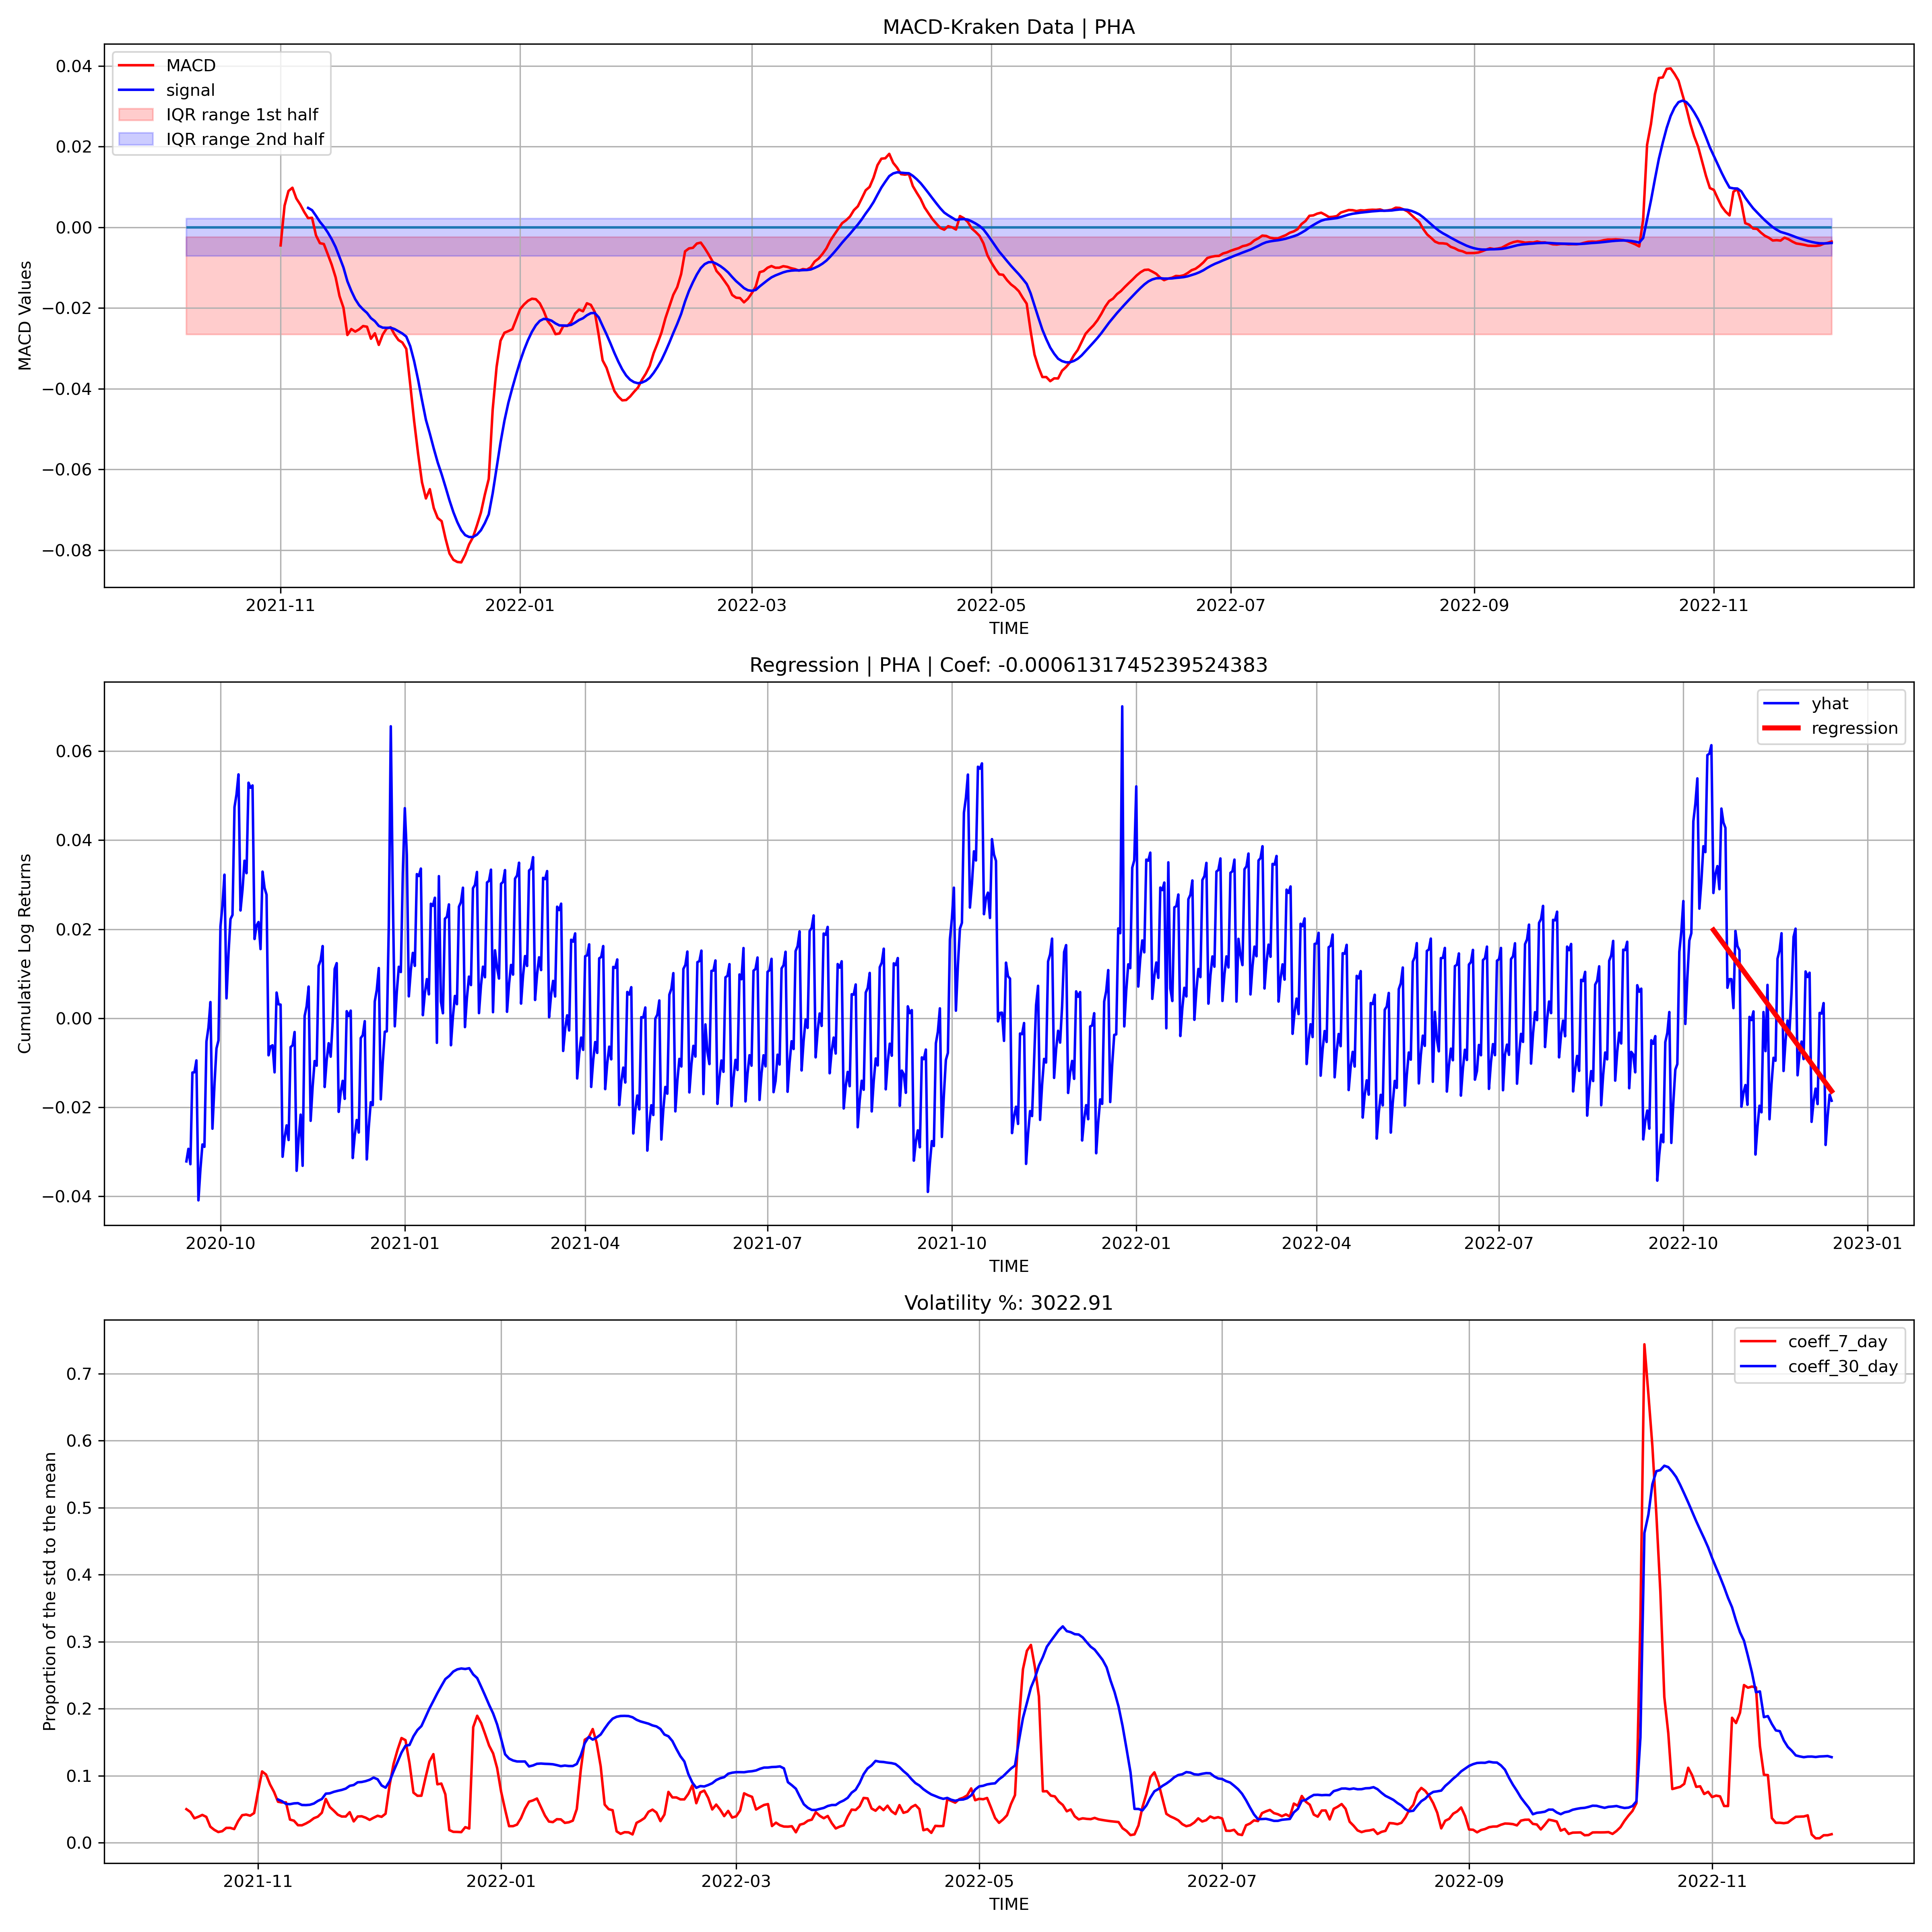 MACD-Kraken Data | PHA
MACD
signal
IQR range 1st half
IQR range 2nd half
MACD Values
0.04
0.02
0.00
−0.02
−0.04
−0.06
−0.08
2021-11 2022-01 2022-03 2022-05 2022-07 2022-09 2022-11
TIME
Regression | PHA | Coef: -0.0006131745239524383
yhat
regression
Cumulative Log Returns
0.06
0.04
0.02
0.00
−0.02
−0.04
2020-10 2021-01 2021-04 2021-07 2021-10 2022-01 2022-04 2022-07 2022-10 2023-01
TIME
Volatility %: 3022.91
coeff_7_day
coeff_30_day
Proportion of the std to the mean
0.7
0.6
0.5
0.4
0.3
0.2
0.1
0.0
2021-11 2022-01 2022-03 2022-05 2022-07 2022-09 2022-11
TIME